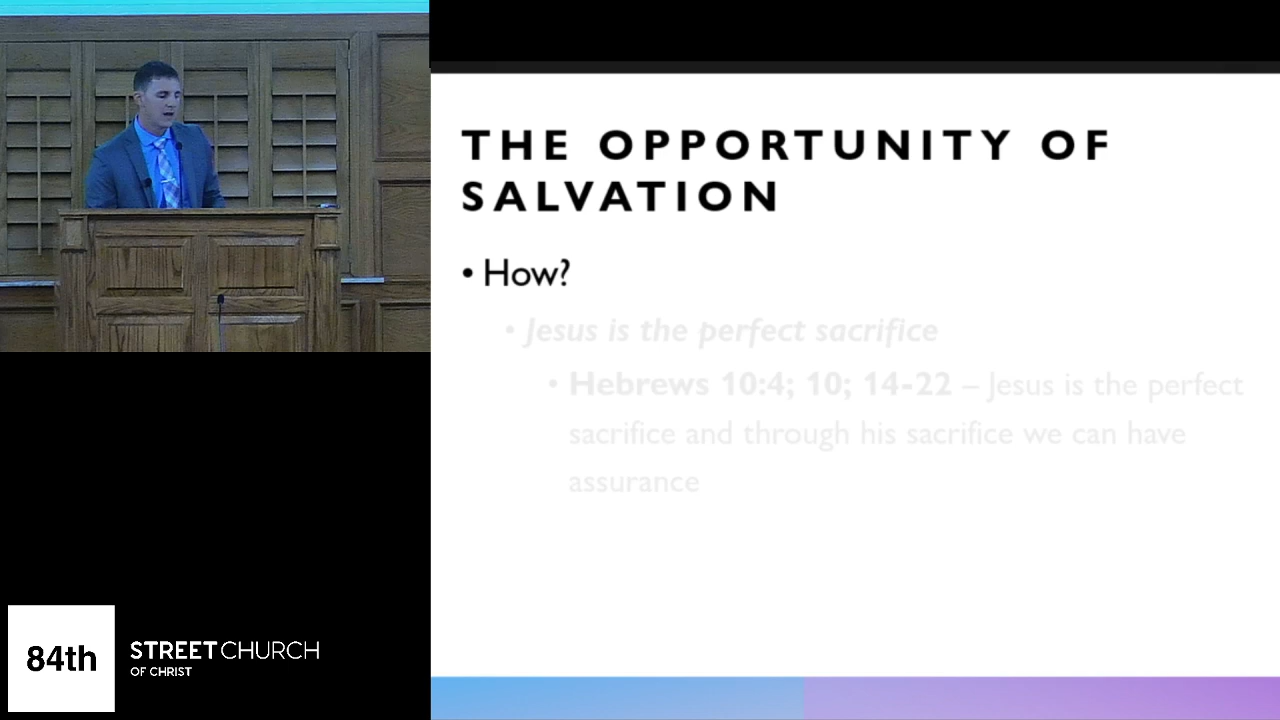 THE OPPORTUNITY OF
SALVATION
• How?
• Jesus is the perfect sacrifice
• Hebrews 10:4; 10; 14-22 – Jesus is the perfect
sacrifice and through his sacrifice we can have
assurance
84th
STREET CHURCH
OF CHRIST